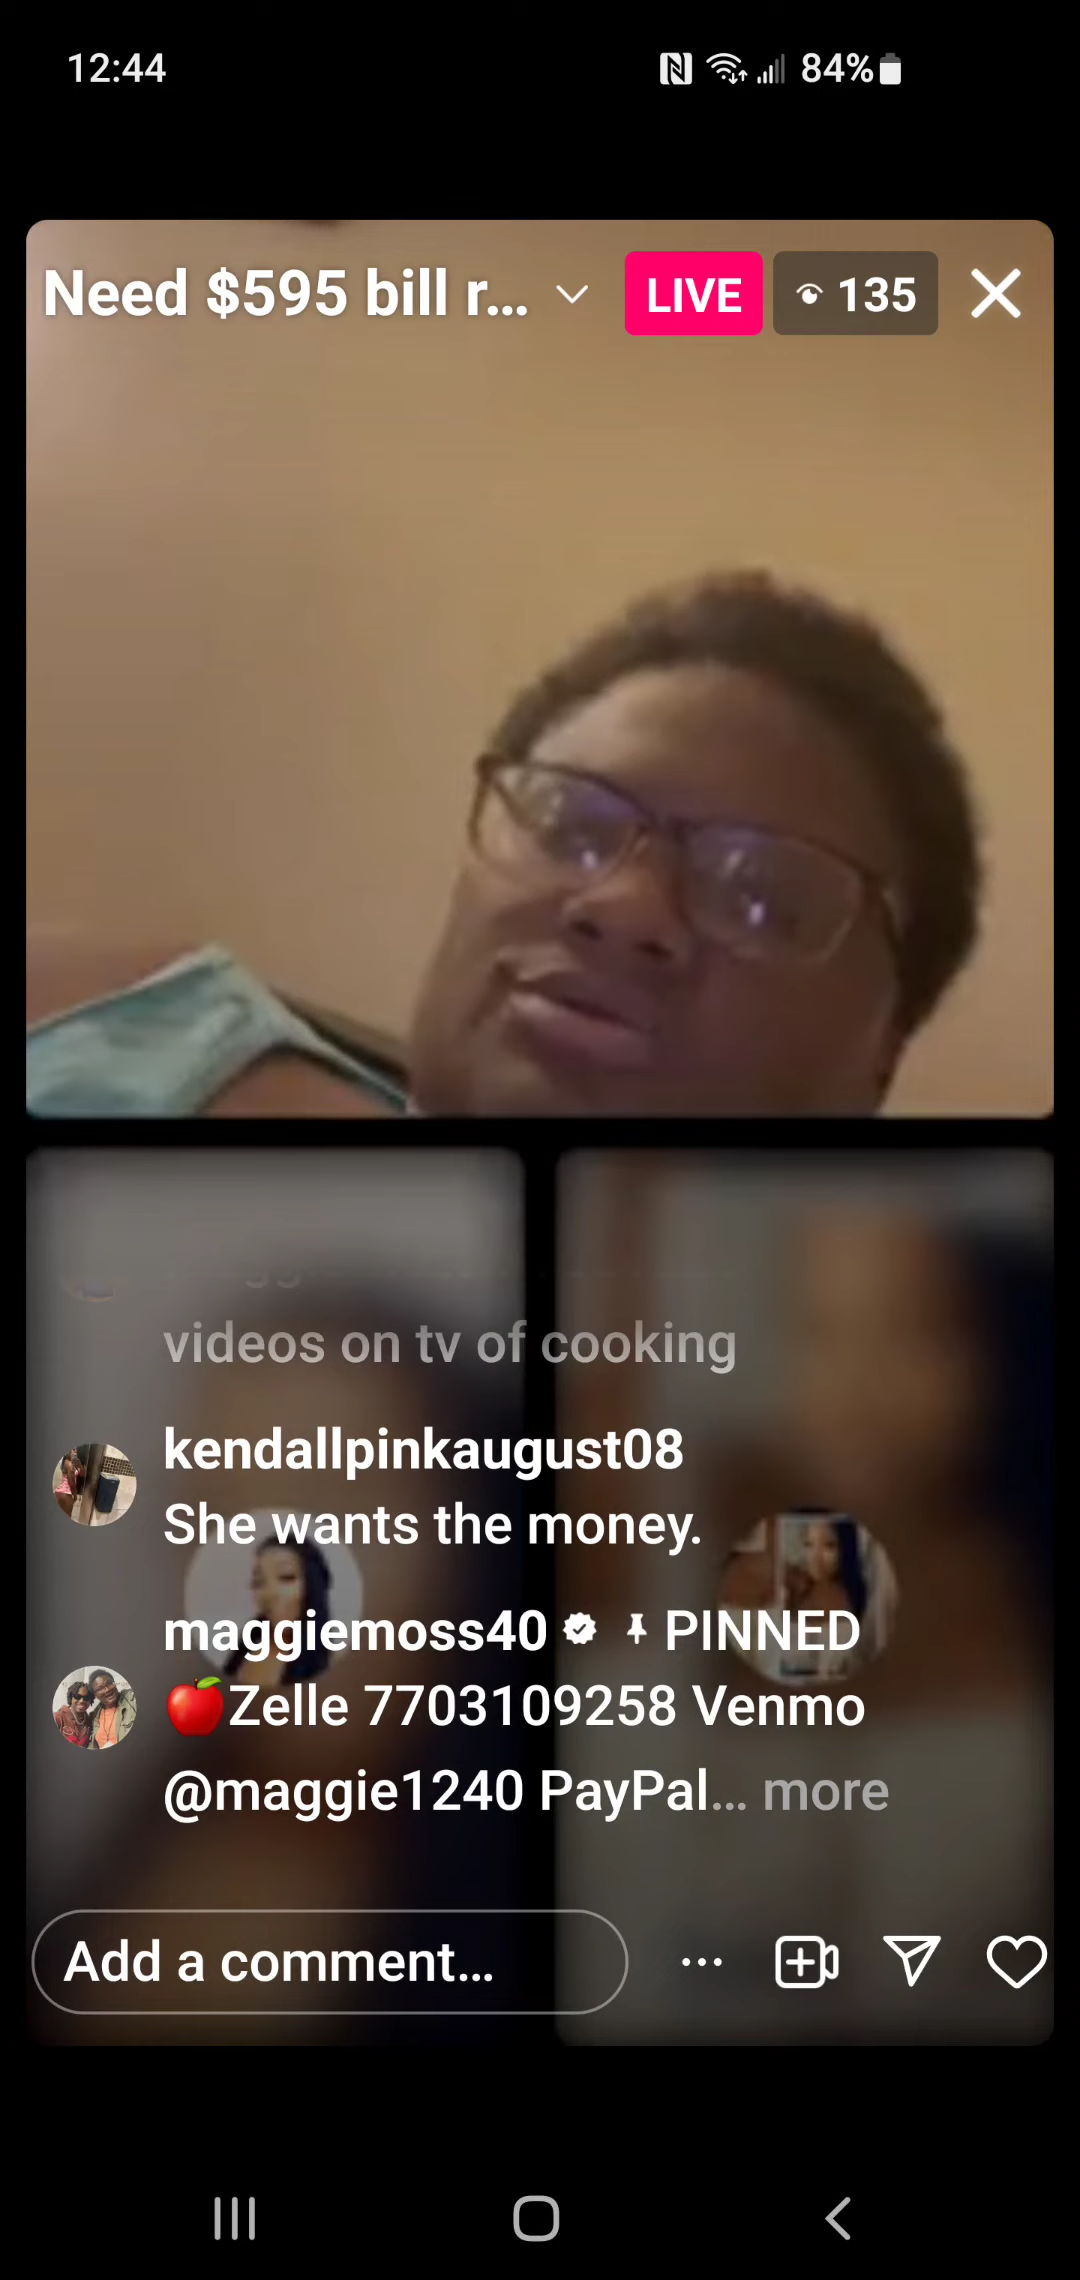 12:44
84%
Need $595 bill r...
LIVE
135
videos on tv of cooking
kendallpinkaugust08
She wants the money.
maggiemoss40 PINNED
🍎Zelle 7703109258 Venmo
@maggie1240 PayPal... more
Add a comment...